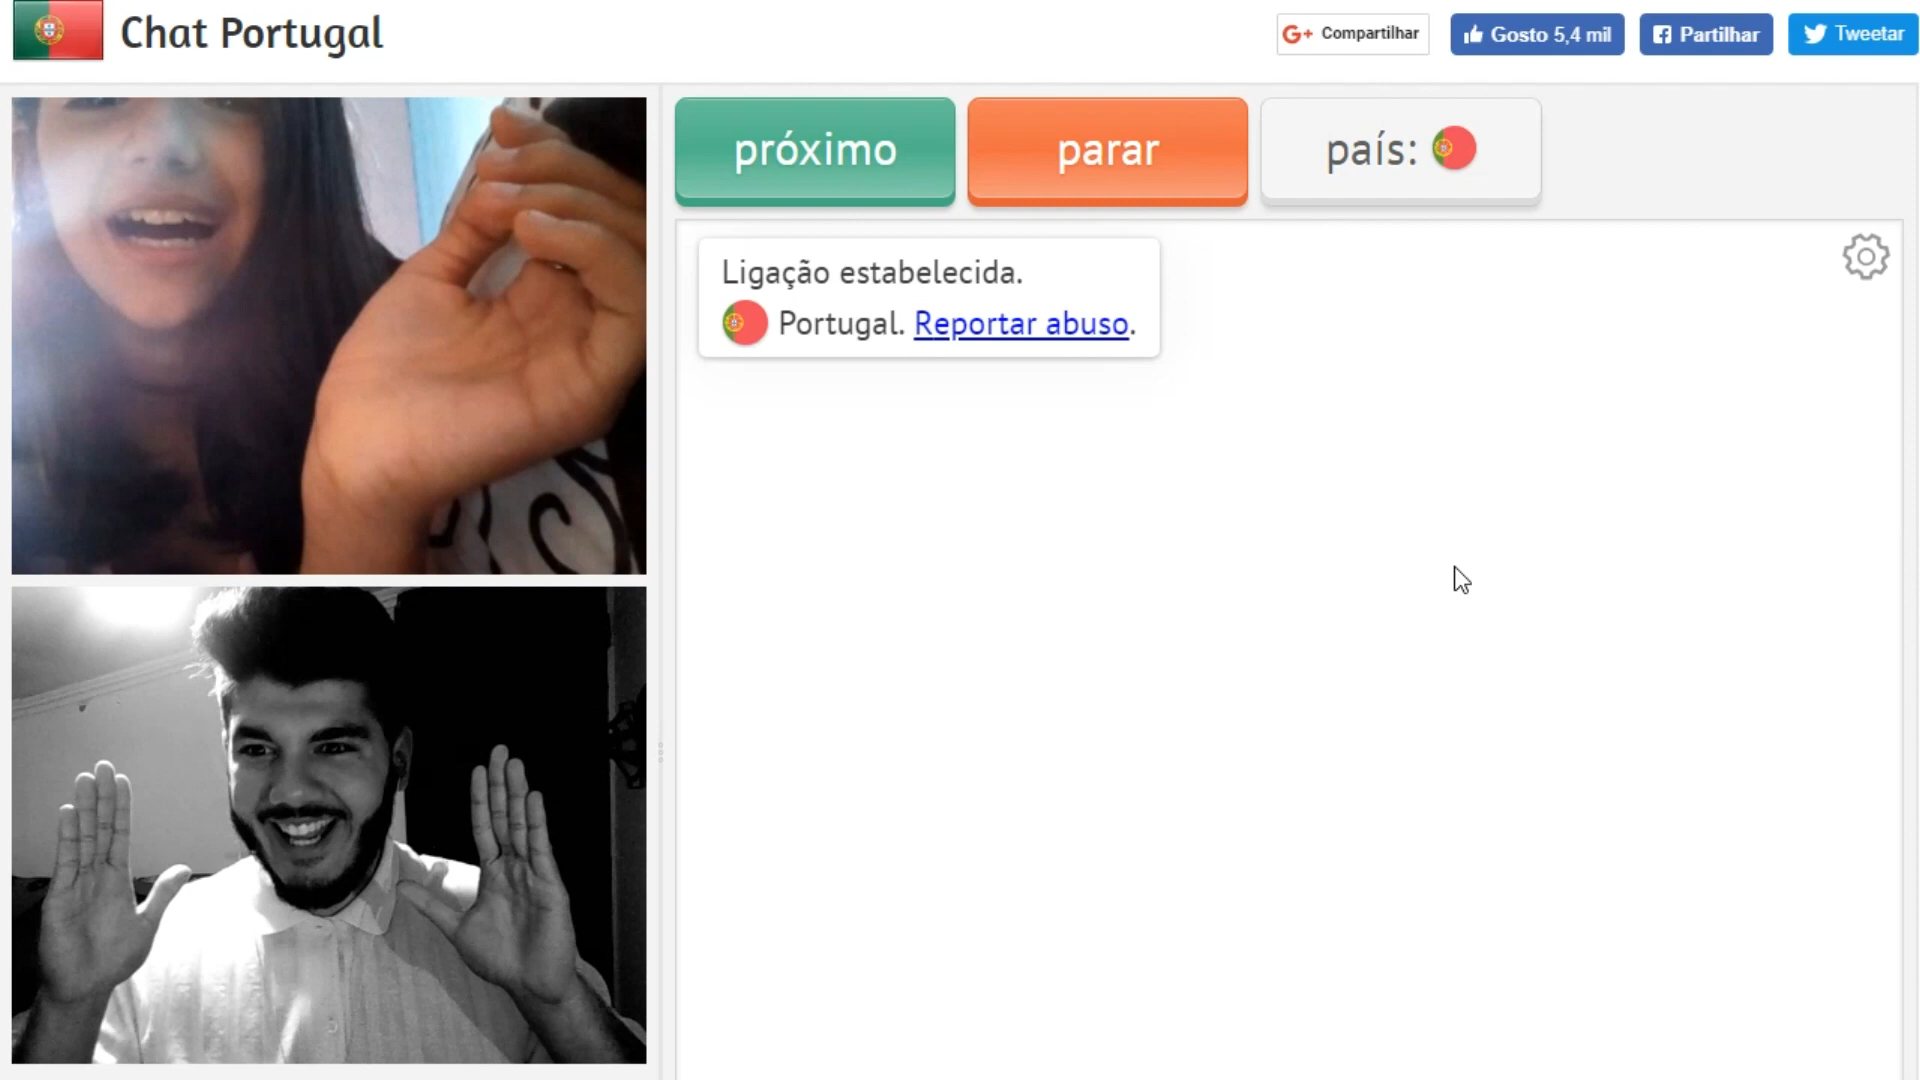 Chat Portugal
G+ Compartilhar
Gosto 5,4 mil
Partilhar
Tweetar
próximo
parar
país:
Ligação estabelecida.
Portugal. Reportar abuso.